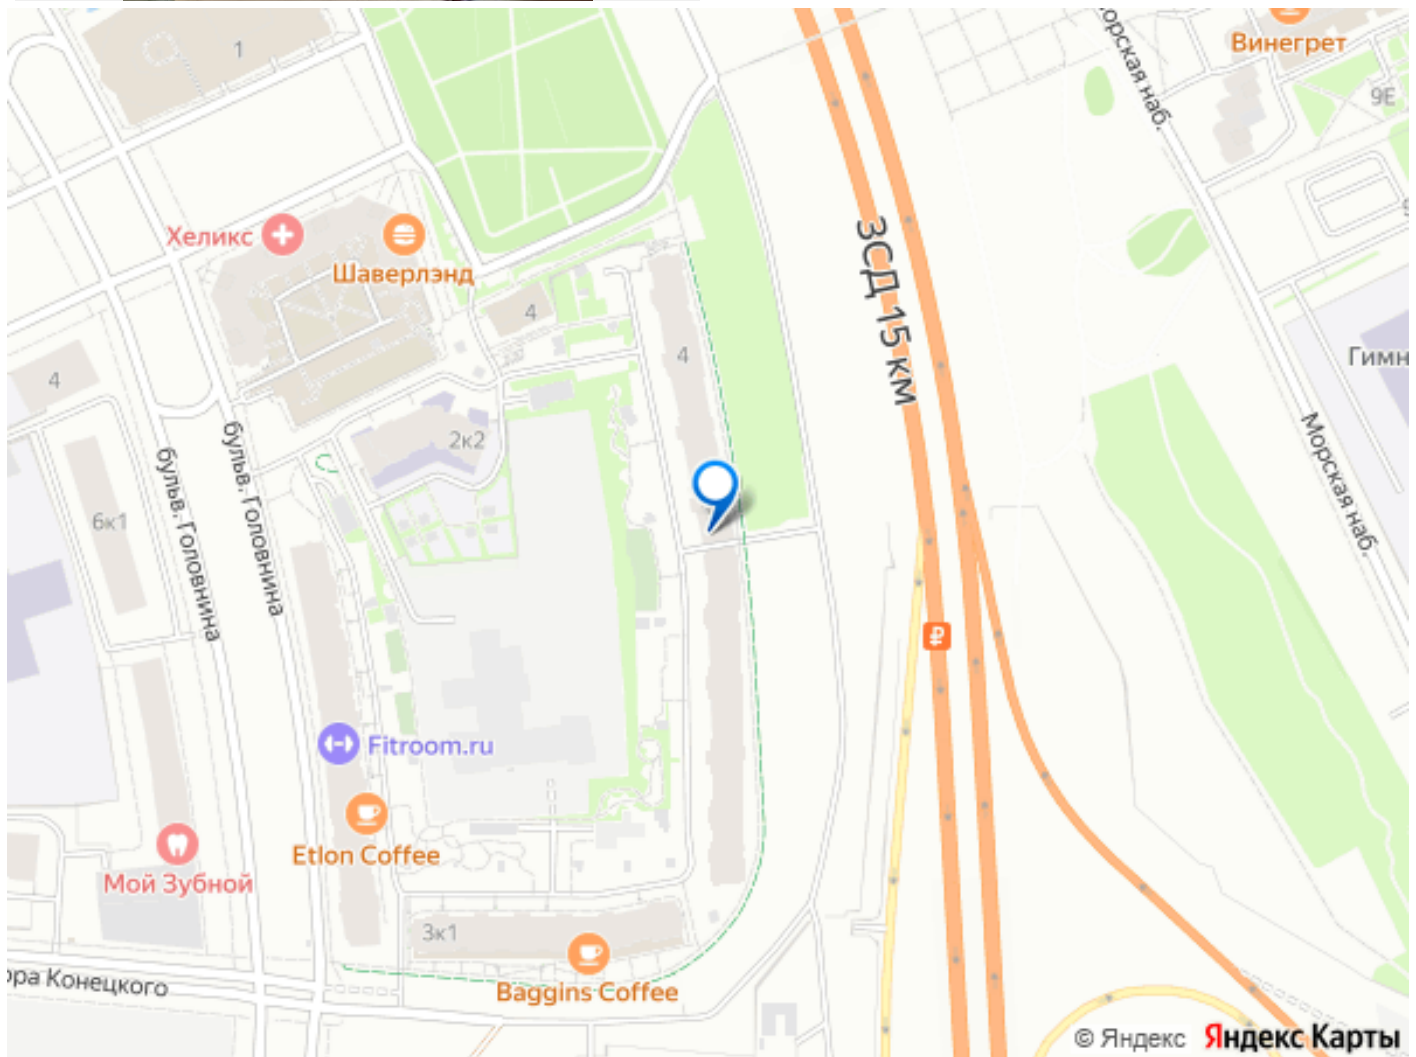 Винегрет
1
орская наб.
9Е
Хеликс
Шаверлэнд
ЗСД 15 км
4
4
4
Гимн
2к2
бульв. Головнина
бульв. Головнина
Морская наб.
6к1
Fitroom.ru
Etlon Coffee
Мой Зубной
3к1
Baggins Coffee
ора Конецкого
© Яндекс Яндекс Карты